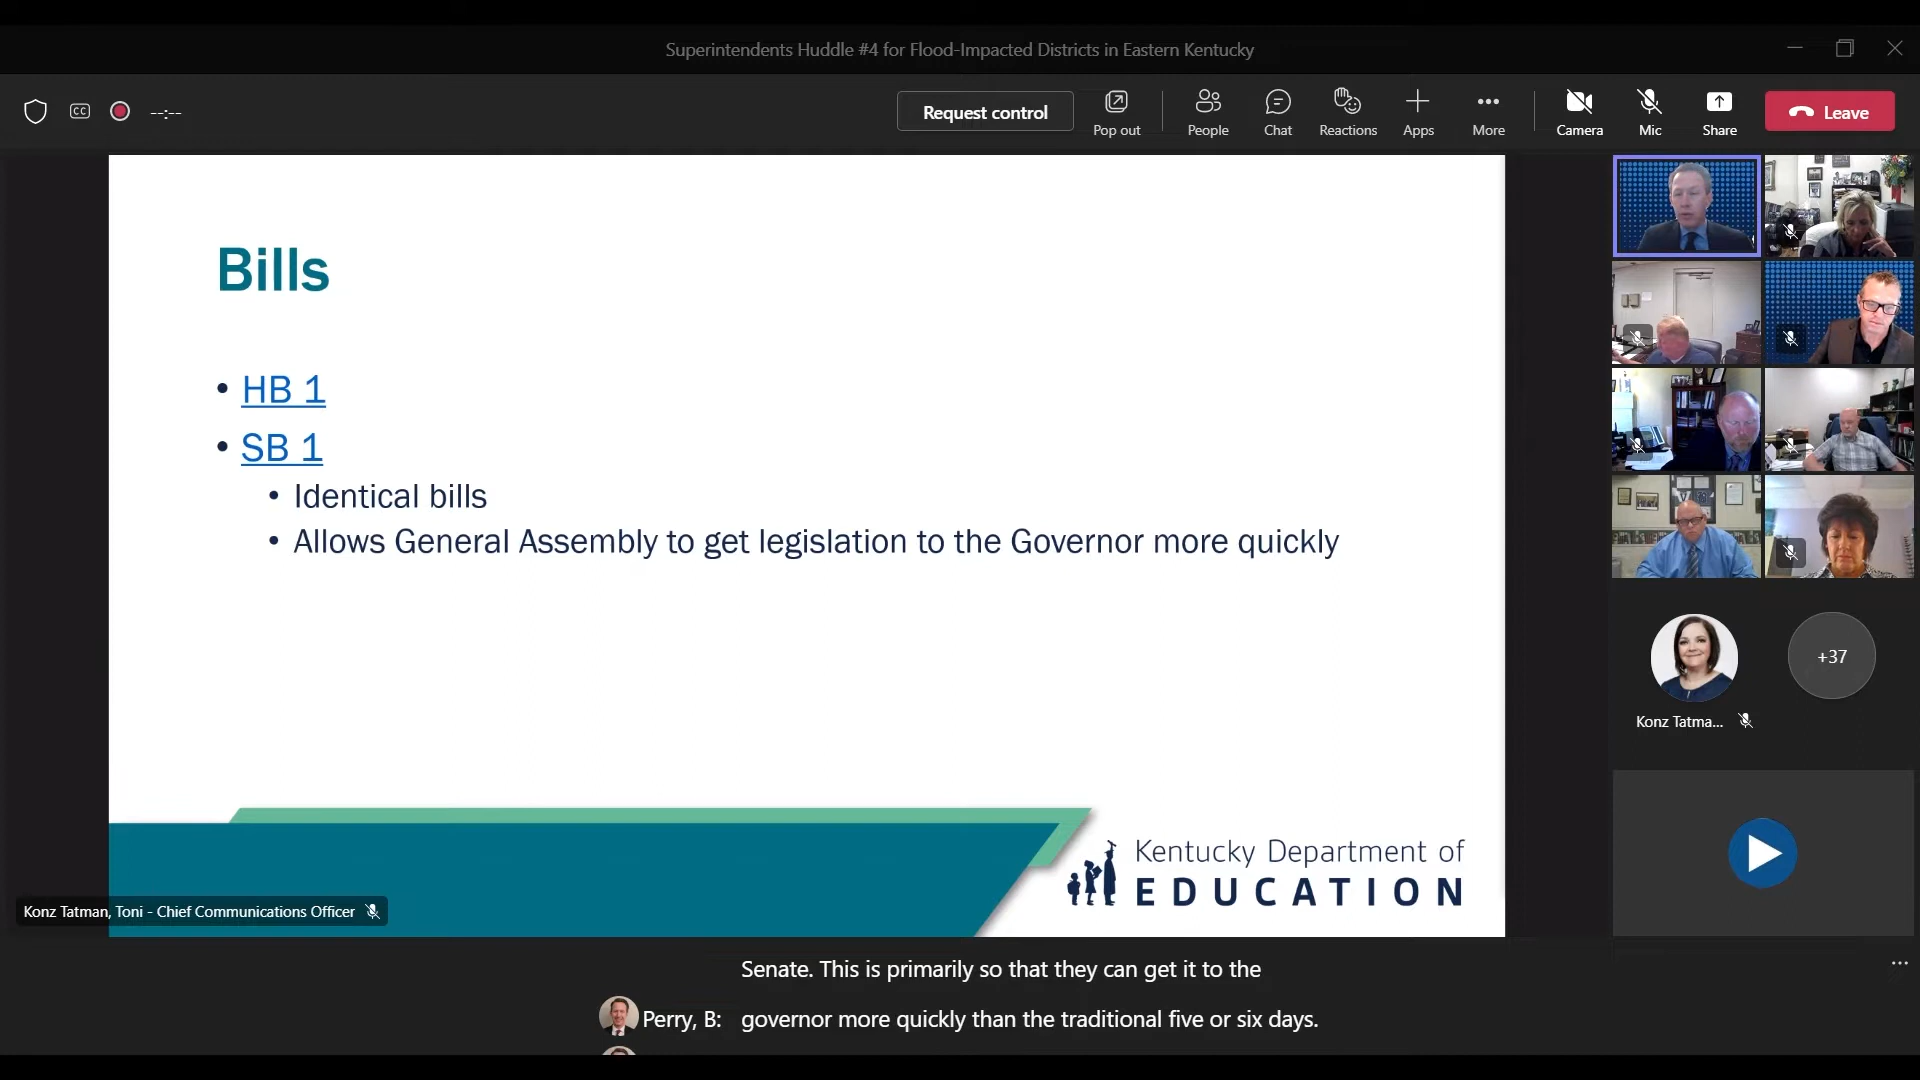 Superintendents Huddle #4 for Flood-Impacted Districts in Eastern Kentucky
CC
--:--
Request control
Pop out
People
Chat
Reactions
Apps
More
Camera
Mic
Share
Leave
Bills
• HB 1
• SB 1
• Identical bills
• Allows General Assembly to get legislation to the Governor more quickly
Kentucky Department of
EDUCATION
Konz Tatman, Toni - Chief Communications Officer
+37
Konz Tatma...
Senate. This is primarily so that they can get it to the
Perry, B: governor more quickly than the traditional five or six days.